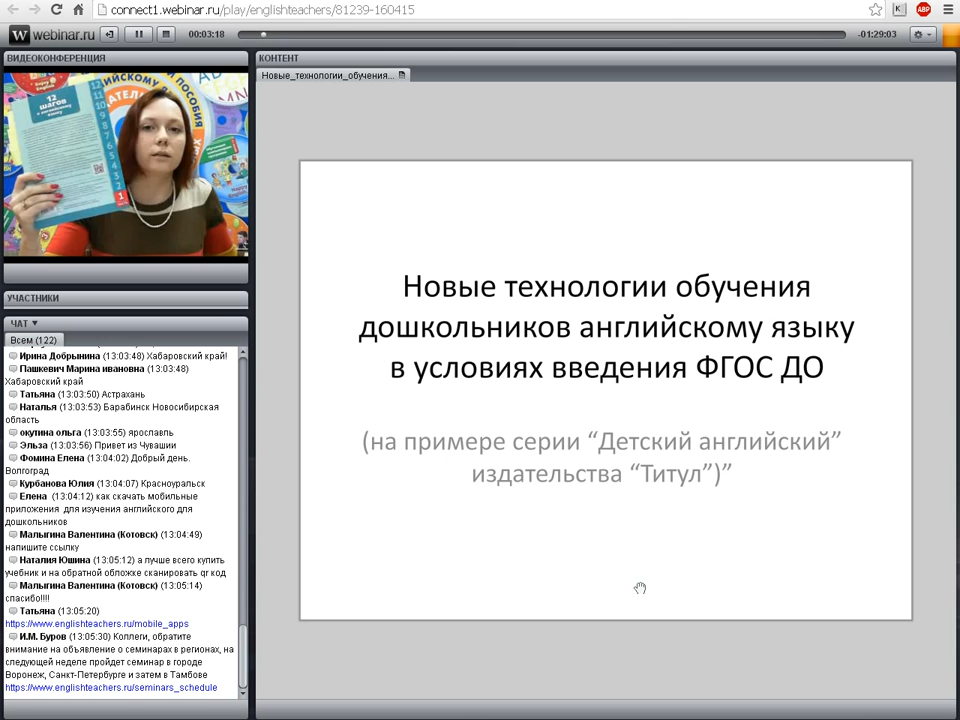 connect1.webinar.ru/play/englishteachers/81239-160415
webinar.ru
00:03:18
-01:29:03
ВИДЕОКОНФЕРЕНЦИЯ
12
шагов
к английскому
языку
КОНТЕНТ
Новые_технологии_обучения...
Новые технологии обучения
дошкольников английскому языку
в условиях введения ФГОС ДО
(на примере серии “Детский английский”
издательства “Титул”)”
УЧАСТНИКИ
ЧАТ
Всем (122)
Ирина Добрынина (13:03:48) Хабаровский край!
Пашкевич Марина ивановна (13:03:48)
Хабаровский край
Татьяна (13:03:50) Астрахань
Наталья (13:03:53) Барабинск Новосибирская
область
окутина ольга (13:03:55) ярославль
Эльза (13:03:56) Привет из Чувашии
Фомина Елена (13:04:02) Добрый день.
Волгоград
Курбанова Юлия (13:04:07) Красноуральск
Елена (13:04:12) как скачать мобильные
приложения для изучения английского для
дошкольников
Малыгина Валентина (Котовск) (13:04:49)
напишите ссылку
Наталия Юшина (13:05:12) а лучше всего купить
учебник и на обратной обложке сканировать qr код
Малыгина Валентина (Котовск) (13:05:14)
спасибо!!!!
Татьяна (13:05:20)
https://www.englishteachers.ru/mobile_apps
И.М. Буров (13:05:30) Коллеги, обратите
внимание на объявление о семинарах в регионах, на
следующей неделе пройдет семинар в городе
Воронеж, Санкт-Петербурге и затем в Тамбове
https://www.englishteachers.ru/seminars_schedule